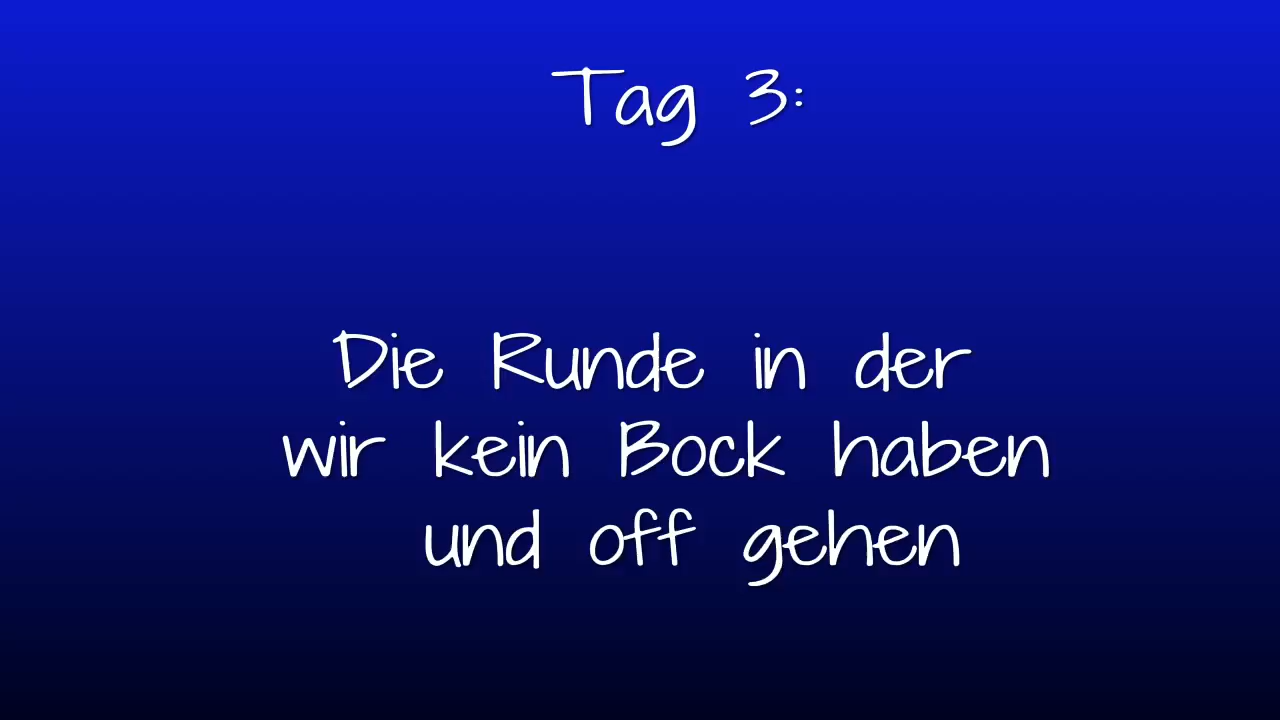 Tag 3:
Die Runde in der
wir kein Bock haben
und off gehen